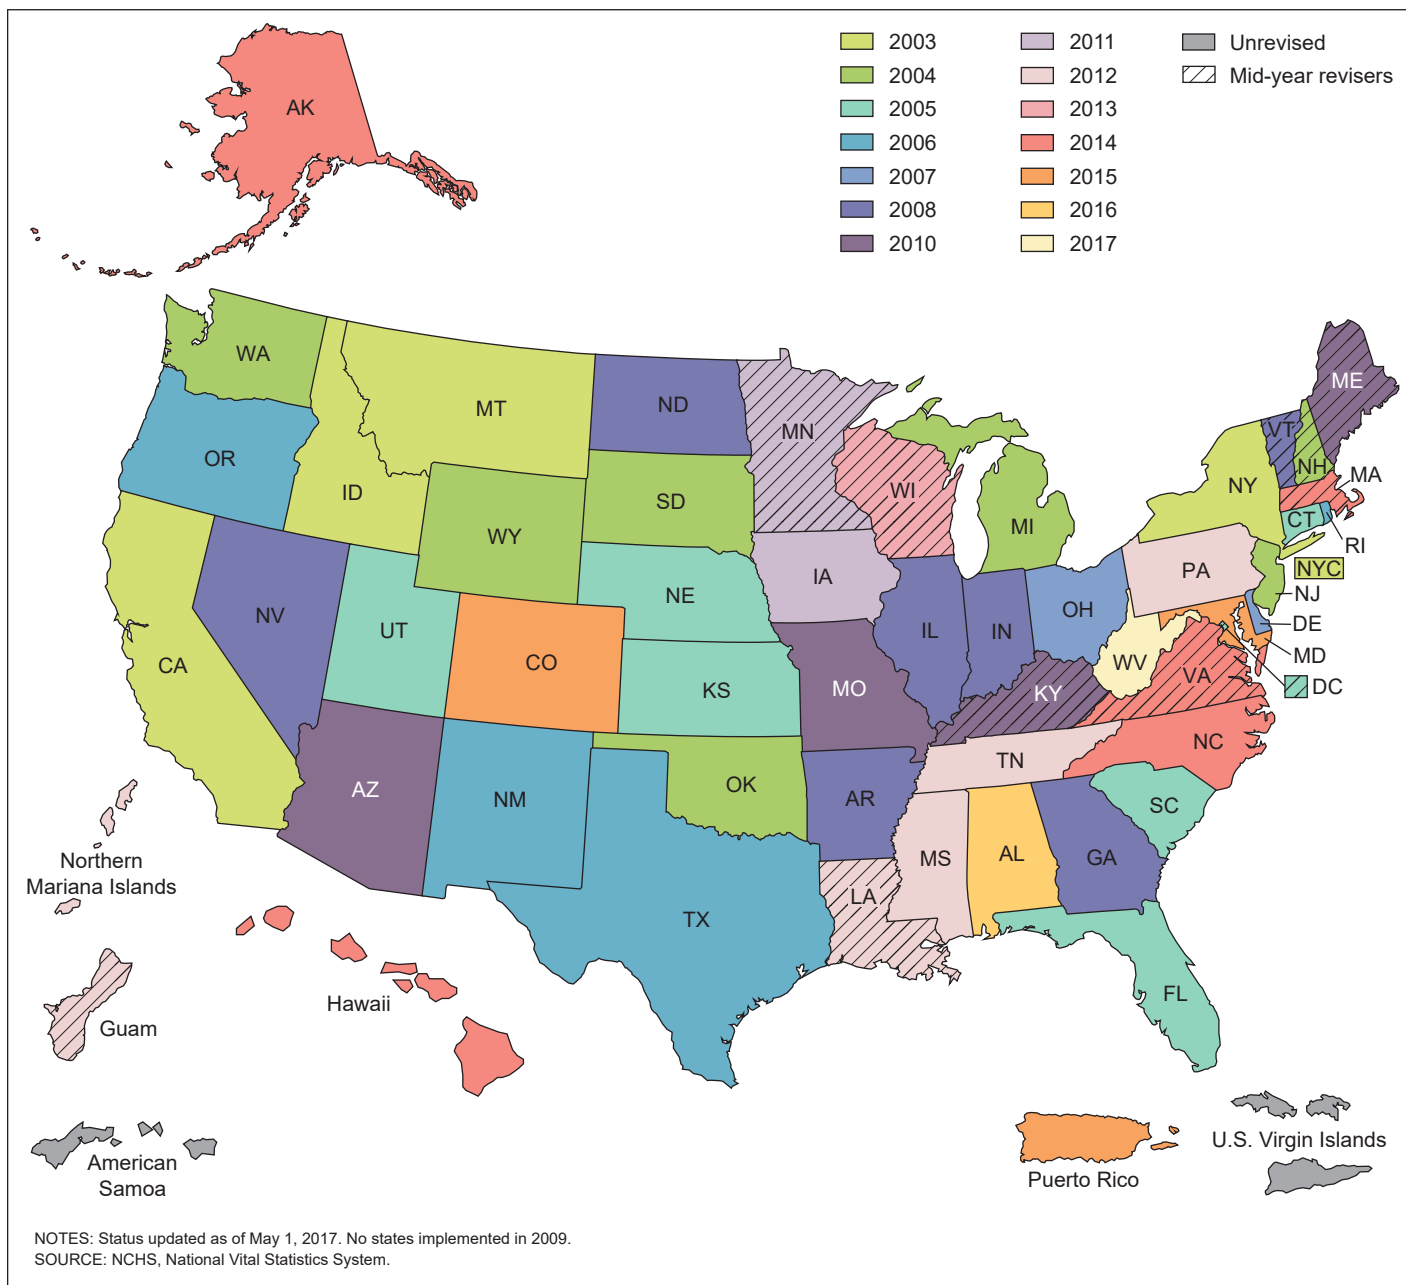 2003
2004
2005
2006
2007
2008
2010
2011
2012
2013
2014
2015
2016
2017
Unrevised
Mid-year revisers
AK
WA
MT
ND
MN
ME
VT
NH
OR
ID
SD
WI
MI
NY
MA
WY
CT
RI
IA
NE
PA
NYC
NJ
NV
UT
IL
IN
OH
DE
CA
CO
KS
MO
KY
WV
VA
MD
DC
AZ
NM
OK
AR
TN
NC
SC
MS
AL
GA
LA
TX
FL
Northern
Mariana Islands
Guam
Hawaii
American
Samoa
Puerto Rico
U.S. Virgin Islands
NOTES: Status updated as of May 1, 2017. No states implemented in 2009.
SOURCE: NCHS, National Vital Statistics System.